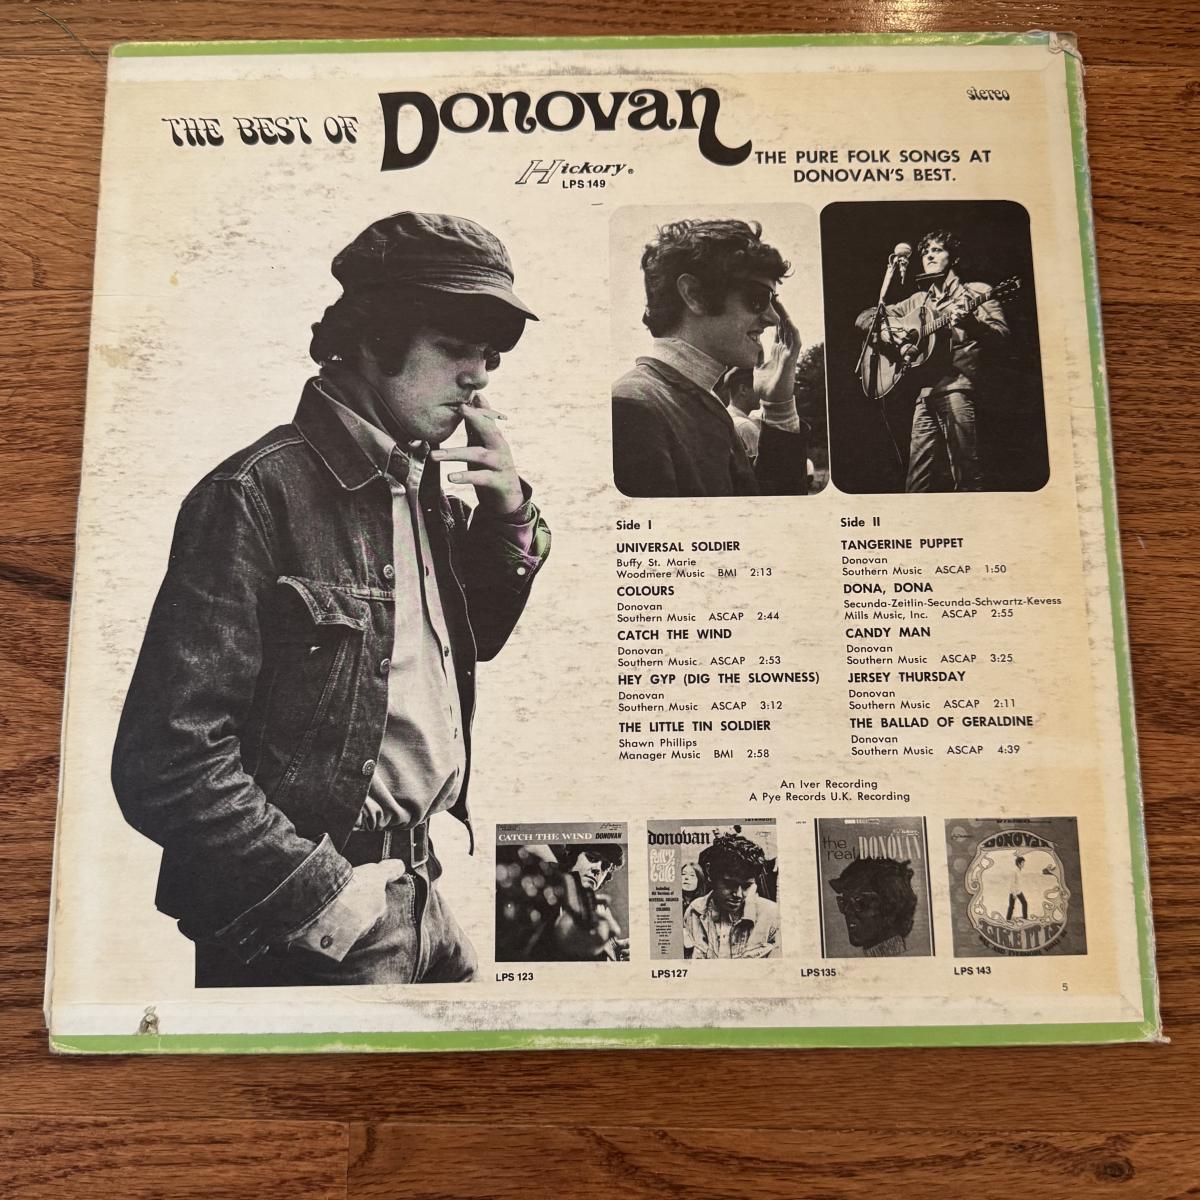 THE BEST OF Donovan
stereo
Hickory®
LPS 149
THE PURE FOLK SONGS AT
DONOVAN'S BEST.
Side I
UNIVERSAL SOLDIER
Buffy St. Marie
Woodmere Music BMI 2:13
COLOURS
Donovan
Southern Music ASCAP 2:44
CATCH THE WIND
Donovan
Southern Music ASCAP 2:53
HEY GYP (DIG THE SLOWNESS)
Donovan
Southern Music ASCAP 3:12
THE LITTLE TIN SOLDIER
Shawn Phillips
Manager Music BMI 2:58
Side II
TANGERINE PUPPET
Donovan
Southern Music ASCAP 1:50
DONA, DONA
Secunda-Zeitlin-Secunda-Schwartz-Kevess
Mills Music, Inc. ASCAP 2:55
CANDY MAN
Donovan
Southern Music ASCAP 3:25
JERSEY THURSDAY
Donovan
Southern Music ASCAP 2:11
THE BALLAD OF GERALDINE
Donovan
Southern Music ASCAP 4:39
An Iver Recording
A Pye Records U.K. Recording
CATCH THE WIND DONOVAN
donovan
fairy tale
the real DONOVAN
DONOVAN
LIKE IT IS
LPS 123
LPS127
LPS135
LPS 143
5